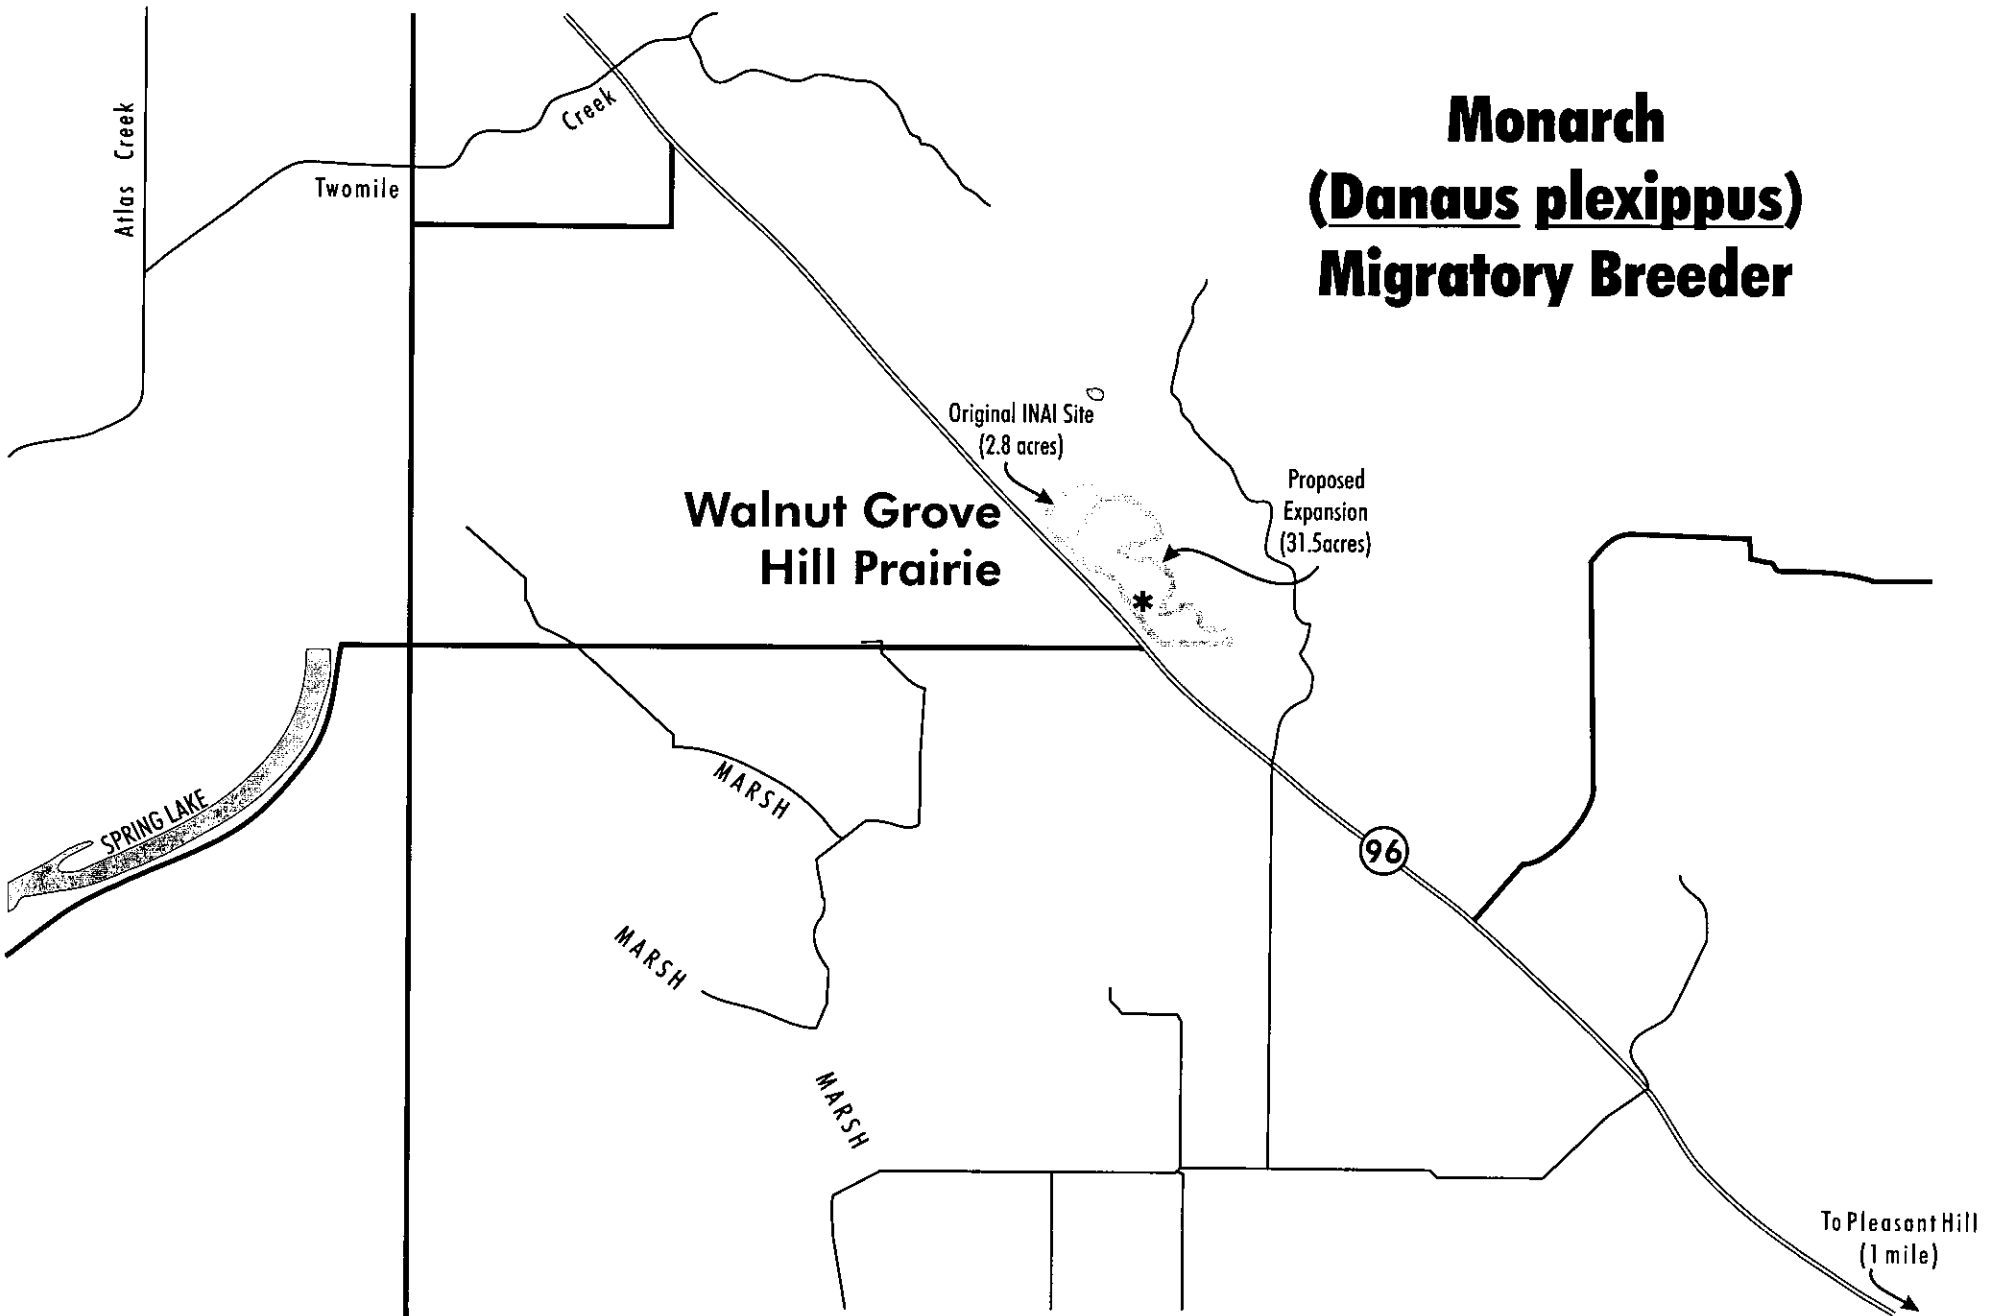 Monarch
(Danaus plexippus)
Migratory Breeder
Atlas Creek
Twomile
Creek
Original INAI Site
(2.8 acres)
Proposed
Expansion
(31.5acres)
Walnut Grove
Hill Prairie
*
SPRING LAKE
MARSH
96
MARSH
MARSH
To Pleasant Hill
(1 mile)